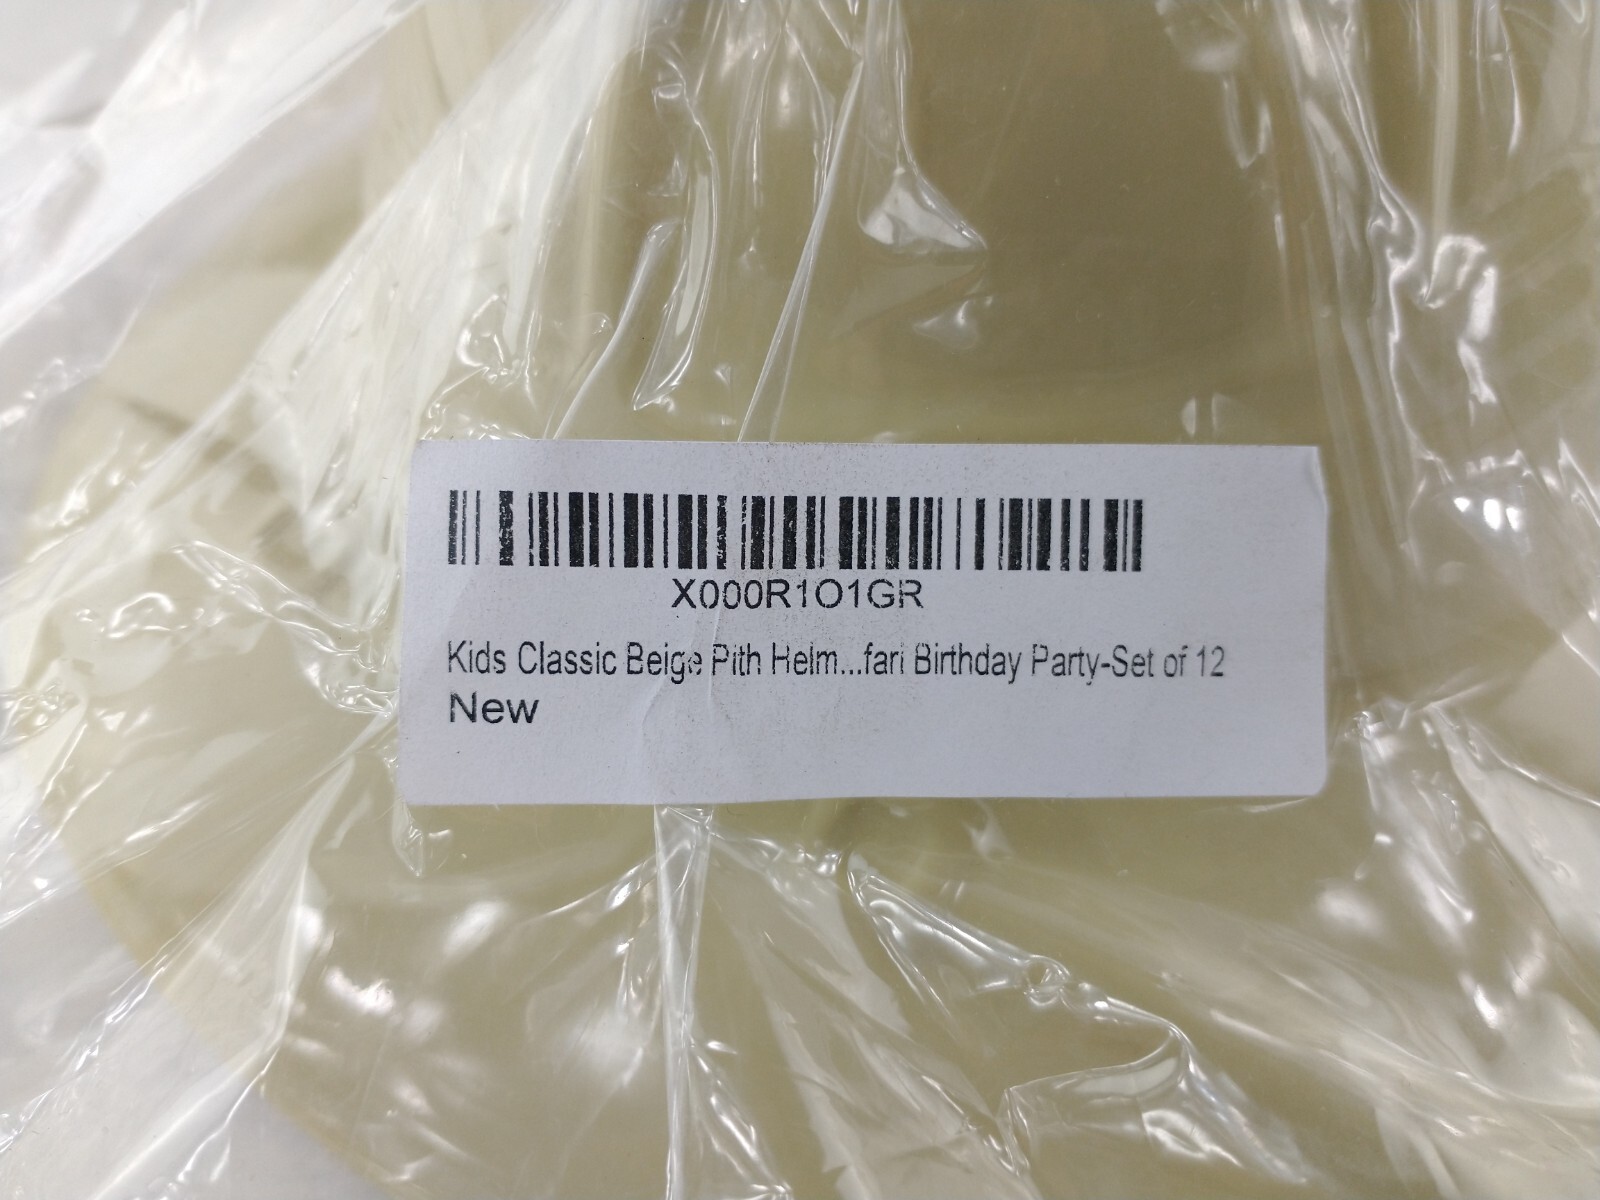 X000R1O1GR
Kids Classic Beige Pith Helm...fari Birthday Party-Set of 12
New